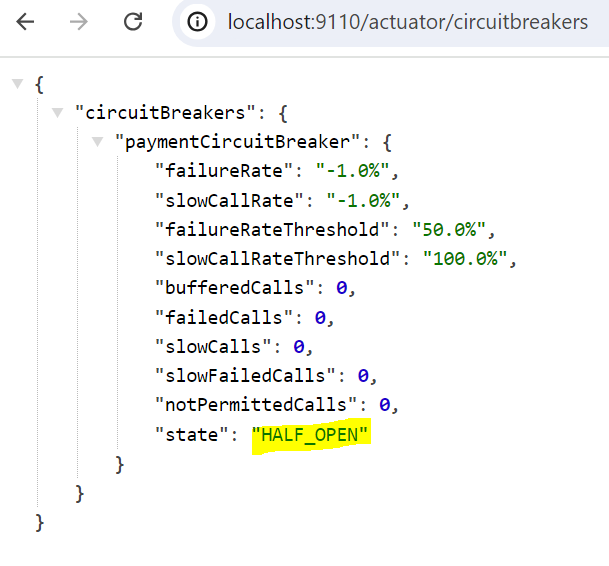 localhost:9110/actuator/circuitbreakers
{
"circuitBreakers": {
"paymentCircuitBreaker": {
"failureRate": "-1.0%",
"slowCallRate": "-1.0%",
"failureRateThreshold": "50.0%",
"slowCallRateThreshold": "100.0%",
"bufferedCalls": 0,
"failedCalls": 0,
"slowCalls": 0,
"slowFailedCalls": 0,
"notPermittedCalls": 0,
"state": "HALF_OPEN"
}
}
}